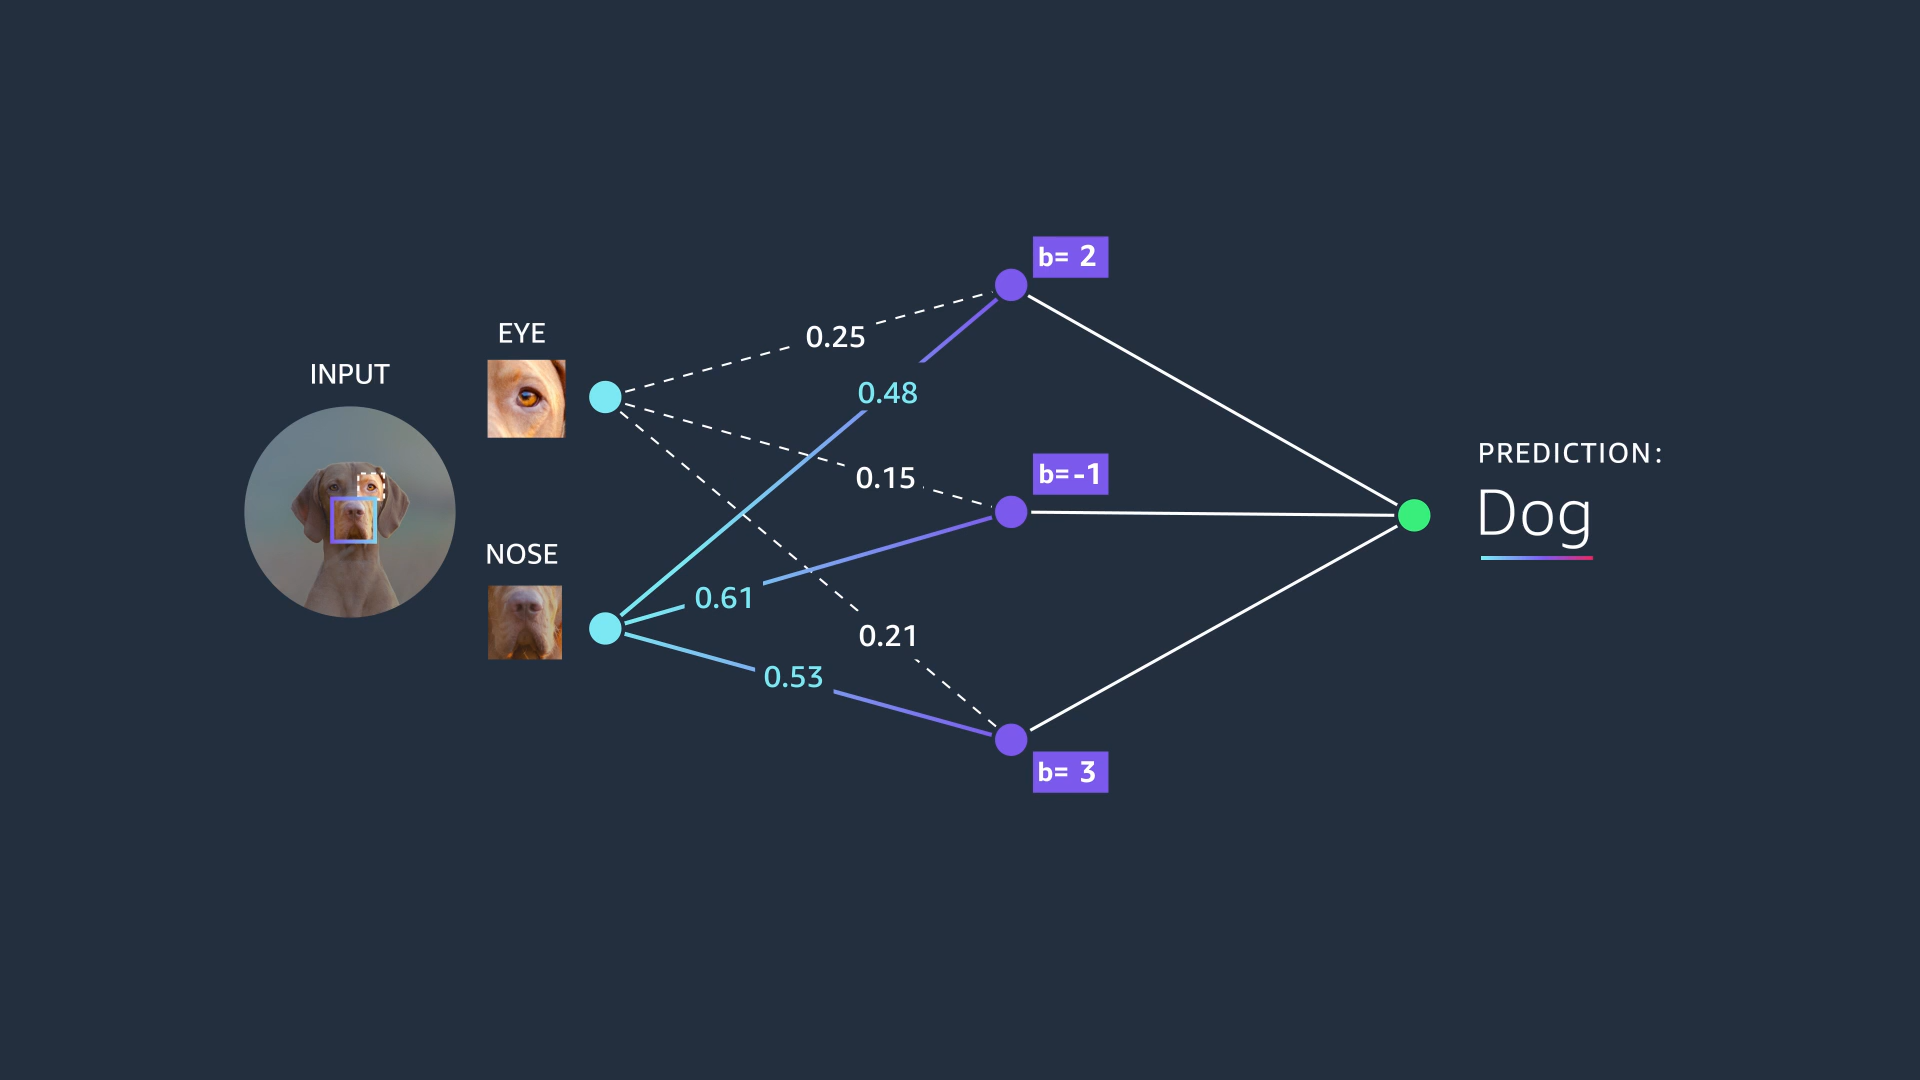 INPUT
EYE
NOSE
0.25
0.48
0.15
0.61
0.21
0.53
b= 2
b=-1
b= 3
PREDICTION:
Dog